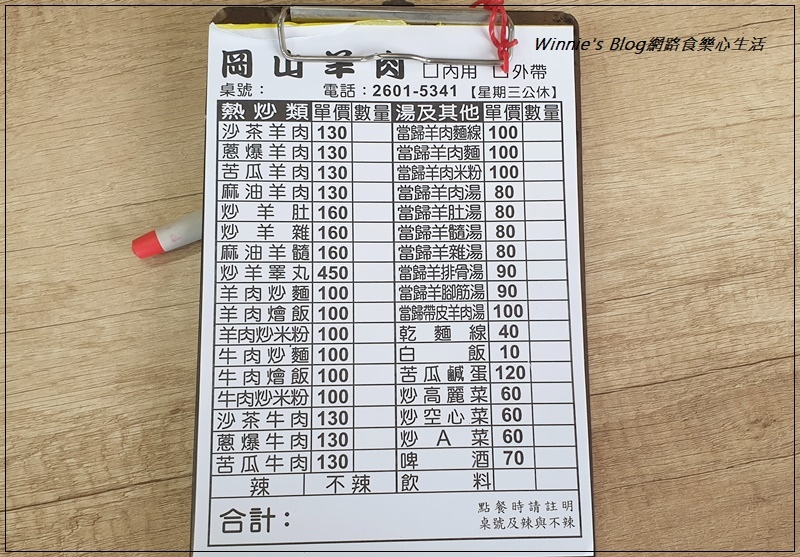 Winnie's Blog網路食樂心生活
岡山羊肉 □內用 □外帶
桌號： 電話：2601-5341【星期三公休】
熱炒類 單價 數量 湯及其他 單價 數量
沙茶羊肉 130 當歸羊肉麵線 100
蔥爆羊肉 130 當歸羊肉麵 100
苦瓜羊肉 130 當歸羊肉米粉 100
麻油羊肉 130 當歸羊肉湯 80
炒羊肚 160 當歸羊肚湯 80
炒羊雜 160 當歸羊髓湯 80
麻油羊髓 160 當歸羊雜湯 80
炒羊睪丸 450 當歸羊排骨湯 90
羊肉炒麵 100 當歸羊腳筋湯 90
羊肉燴飯 100 當歸帶皮羊肉湯 100
羊肉炒米粉 100 乾麵線 40
牛肉炒麵 100 白飯 10
牛肉燴飯 100 苦瓜鹹蛋 120
牛肉炒米粉 100 炒高麗菜 60
沙茶牛肉 130 炒空心菜 60
蔥爆牛肉 130 炒A菜 60
苦瓜牛肉 130 啤酒 70
辣 不辣 飲料
合計： 點餐時請註明
桌號及辣與不辣